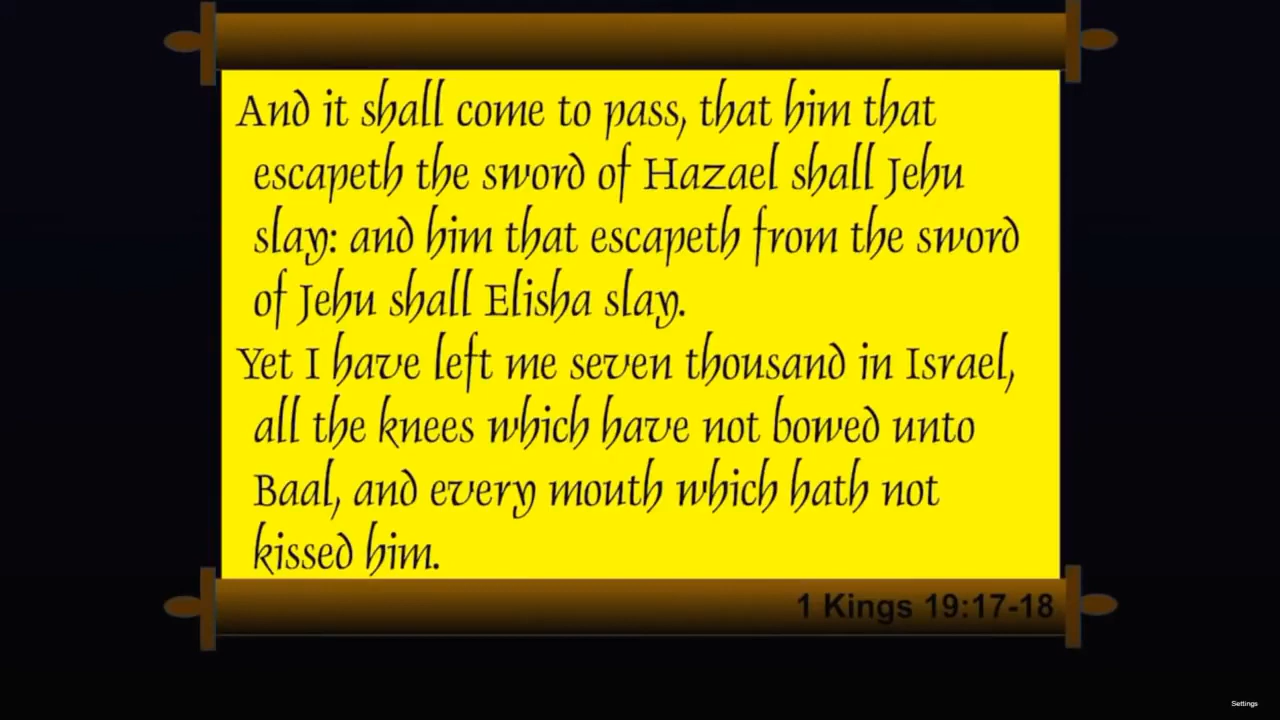 And it shall come to pass, that him that
escapeth the sword of Hazael shall Jehu
slay: and him that escapeth from the sword
of Jehu shall Elisha slay.
Yet I have left me seven thousand in Israel,
all the knees which have not bowed unto
Baal, and every mouth which hath not
kissed him.
1 Kings 19:17-18
Settings